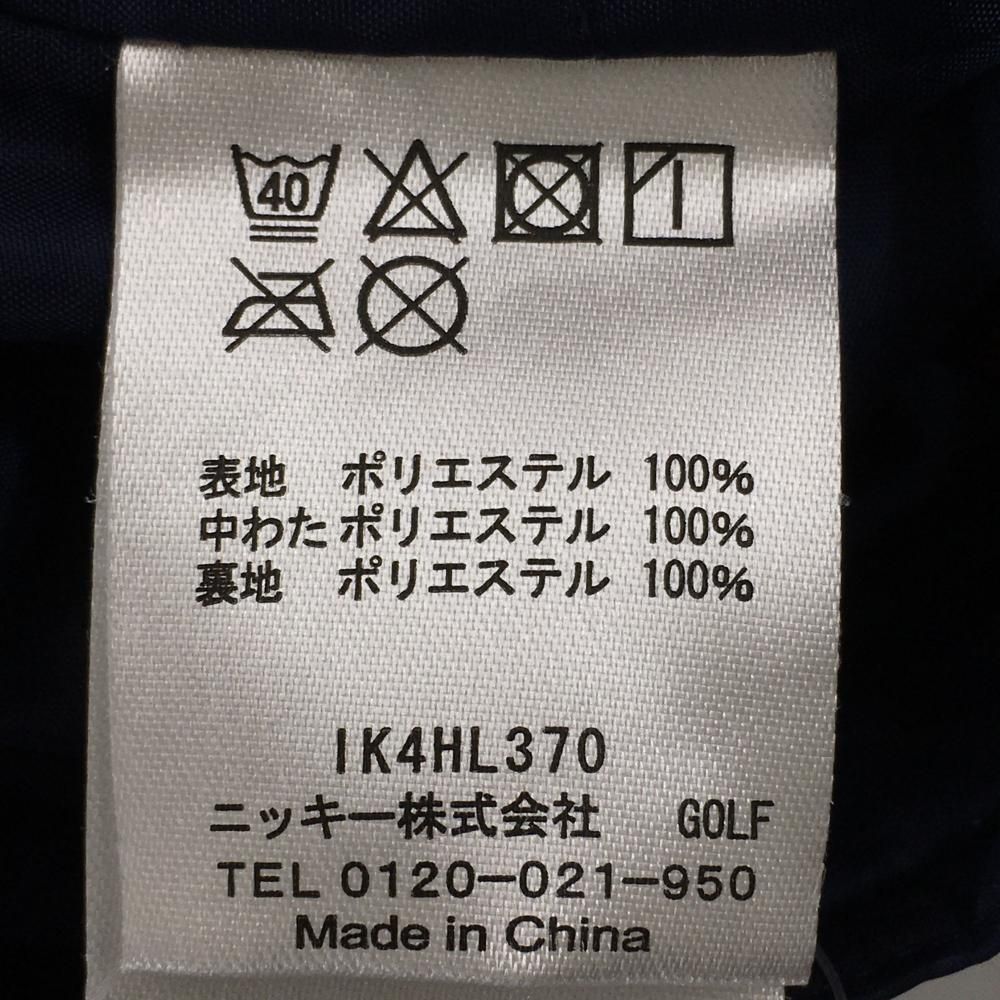 40
表地 ポリエステル 100%
中わた ポリエステル 100%
裏地 ポリエステル 100%
IK4HL370
ニッキー株式会社 GOLF
TEL 0120-021-950
Made in China